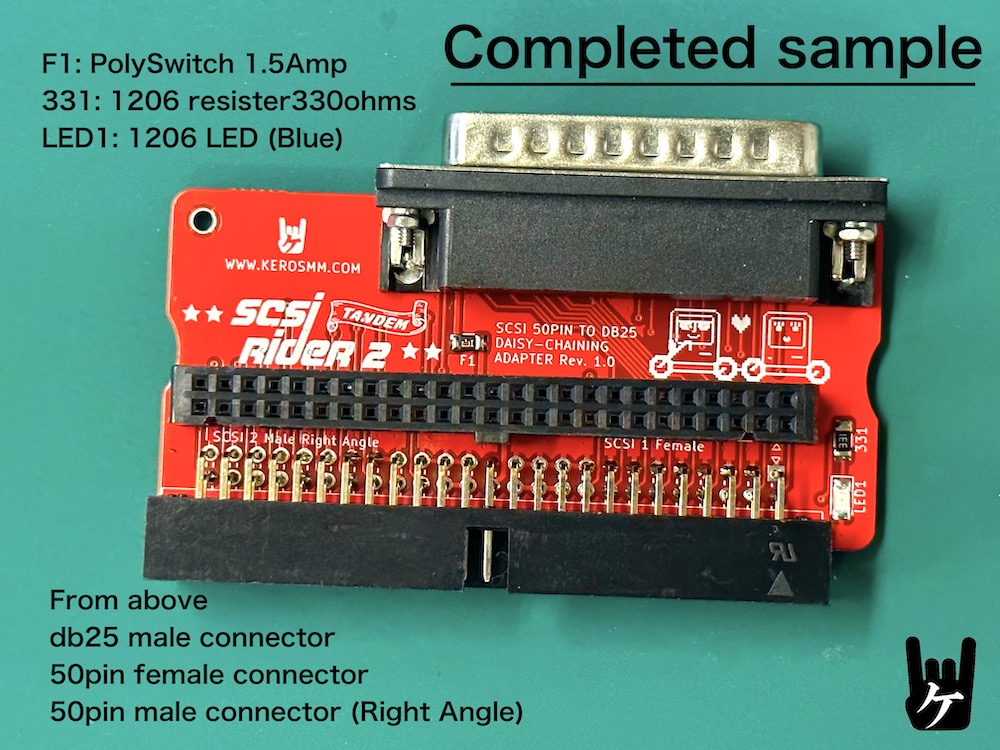 Completed sample
F1: PolySwitch 1.5Amp
331: 1206 resister330ohms
LED1: 1206 LED (Blue)
ケ
WWW.KEROSMM.COM
SCSI TANDEM
RIDER 2
F1
SCSI 50PIN TO DB25
DAISY-CHAINING
ADAPTER Rev. 1.0
SCSI 2 Male Right Angle
SCSI 1 Female
331
LED1
From above
db25 male connector
50pin female connector
50pin male connector (Right Angle)
ケ